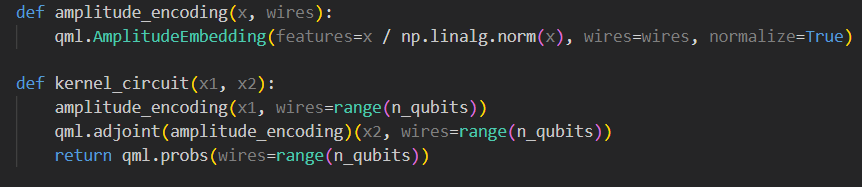 def amplitude_encoding(x, wires):
    qml.AmplitudeEmbedding(features=x / np.linalg.norm(x), wires=wires, normalize=True)
def kernel_circuit(x1, x2):
    amplitude_encoding(x1, wires=range(n_qubits))
    qml.adjoint(amplitude_encoding)(x2, wires=range(n_qubits))
    return qml.probs(wires=range(n_qubits))